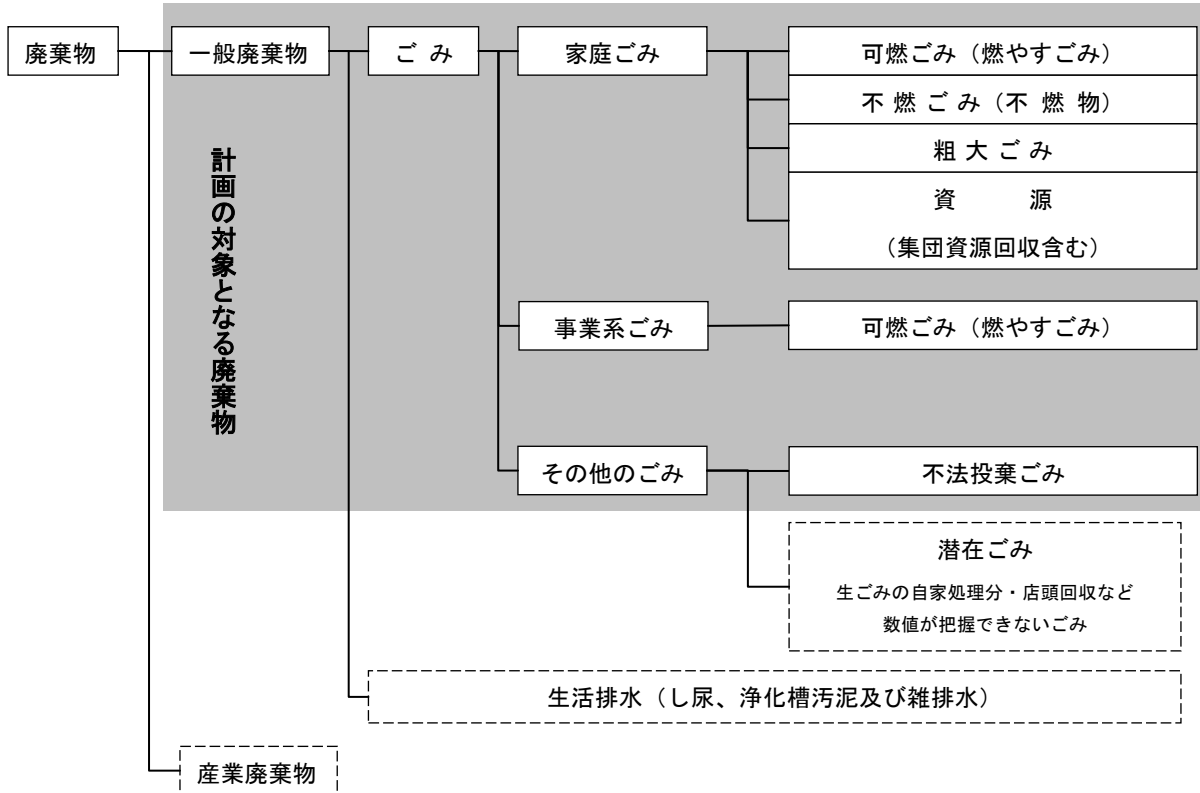 廃棄物
一般廃棄物
ごみ
家庭ごみ
可燃ごみ（燃やすごみ）
不燃ごみ（不燃物）
粗大ごみ
資源
（集団資源回収含む）
計画の対象となる廃棄物
事業系ごみ
可燃ごみ（燃やすごみ）
その他のごみ
不法投棄ごみ
潜在ごみ
生ごみの自家処理分・店頭回収など
数値が把握できないごみ
生活排水（し尿、浄化槽汚泥及び雑排水）
産業廃棄物